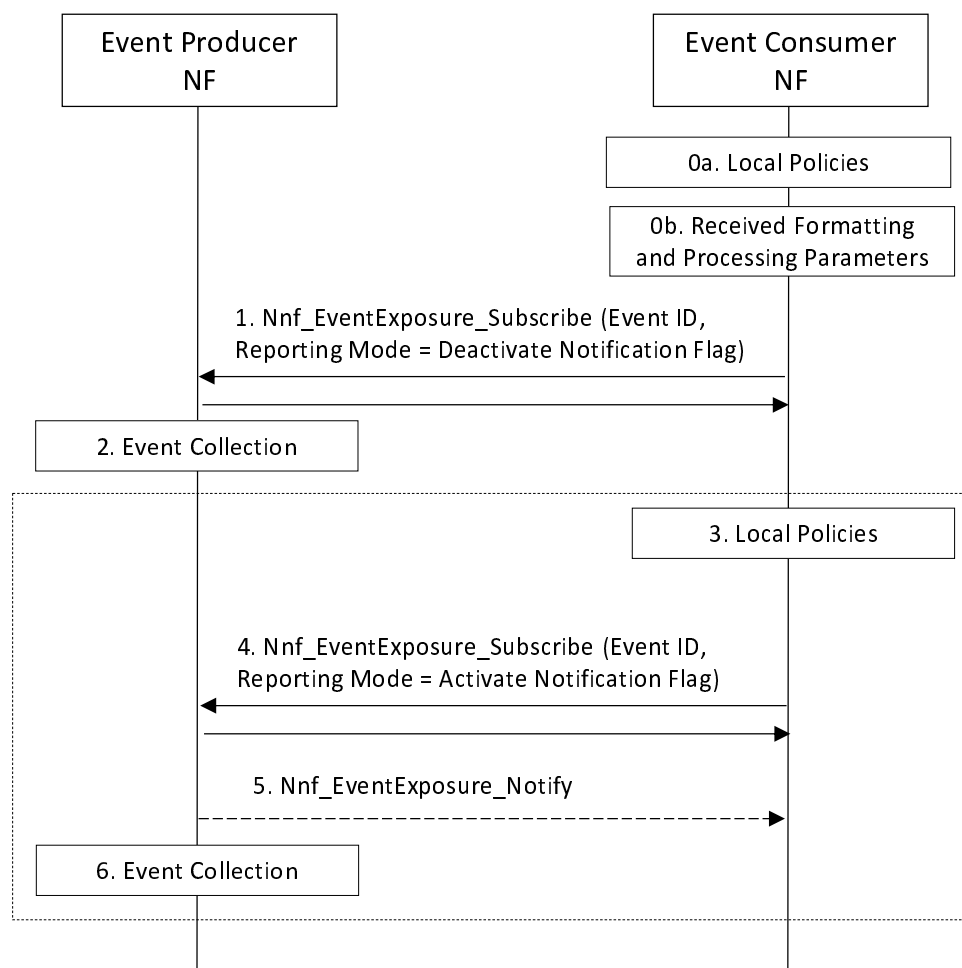 Event Producer
NF
Event Consumer
NF
0a. Local Policies
0b. Received Formatting
and Processing Parameters
1. Nnf_EventExposure_Subscribe (Event ID,
Reporting Mode = Deactivate Notification Flag)
2. Event Collection
3. Local Policies
4. Nnf_EventExposure_Subscribe (Event ID,
Reporting Mode = Activate Notification Flag)
5. Nnf_EventExposure_Notify
6. Event Collection